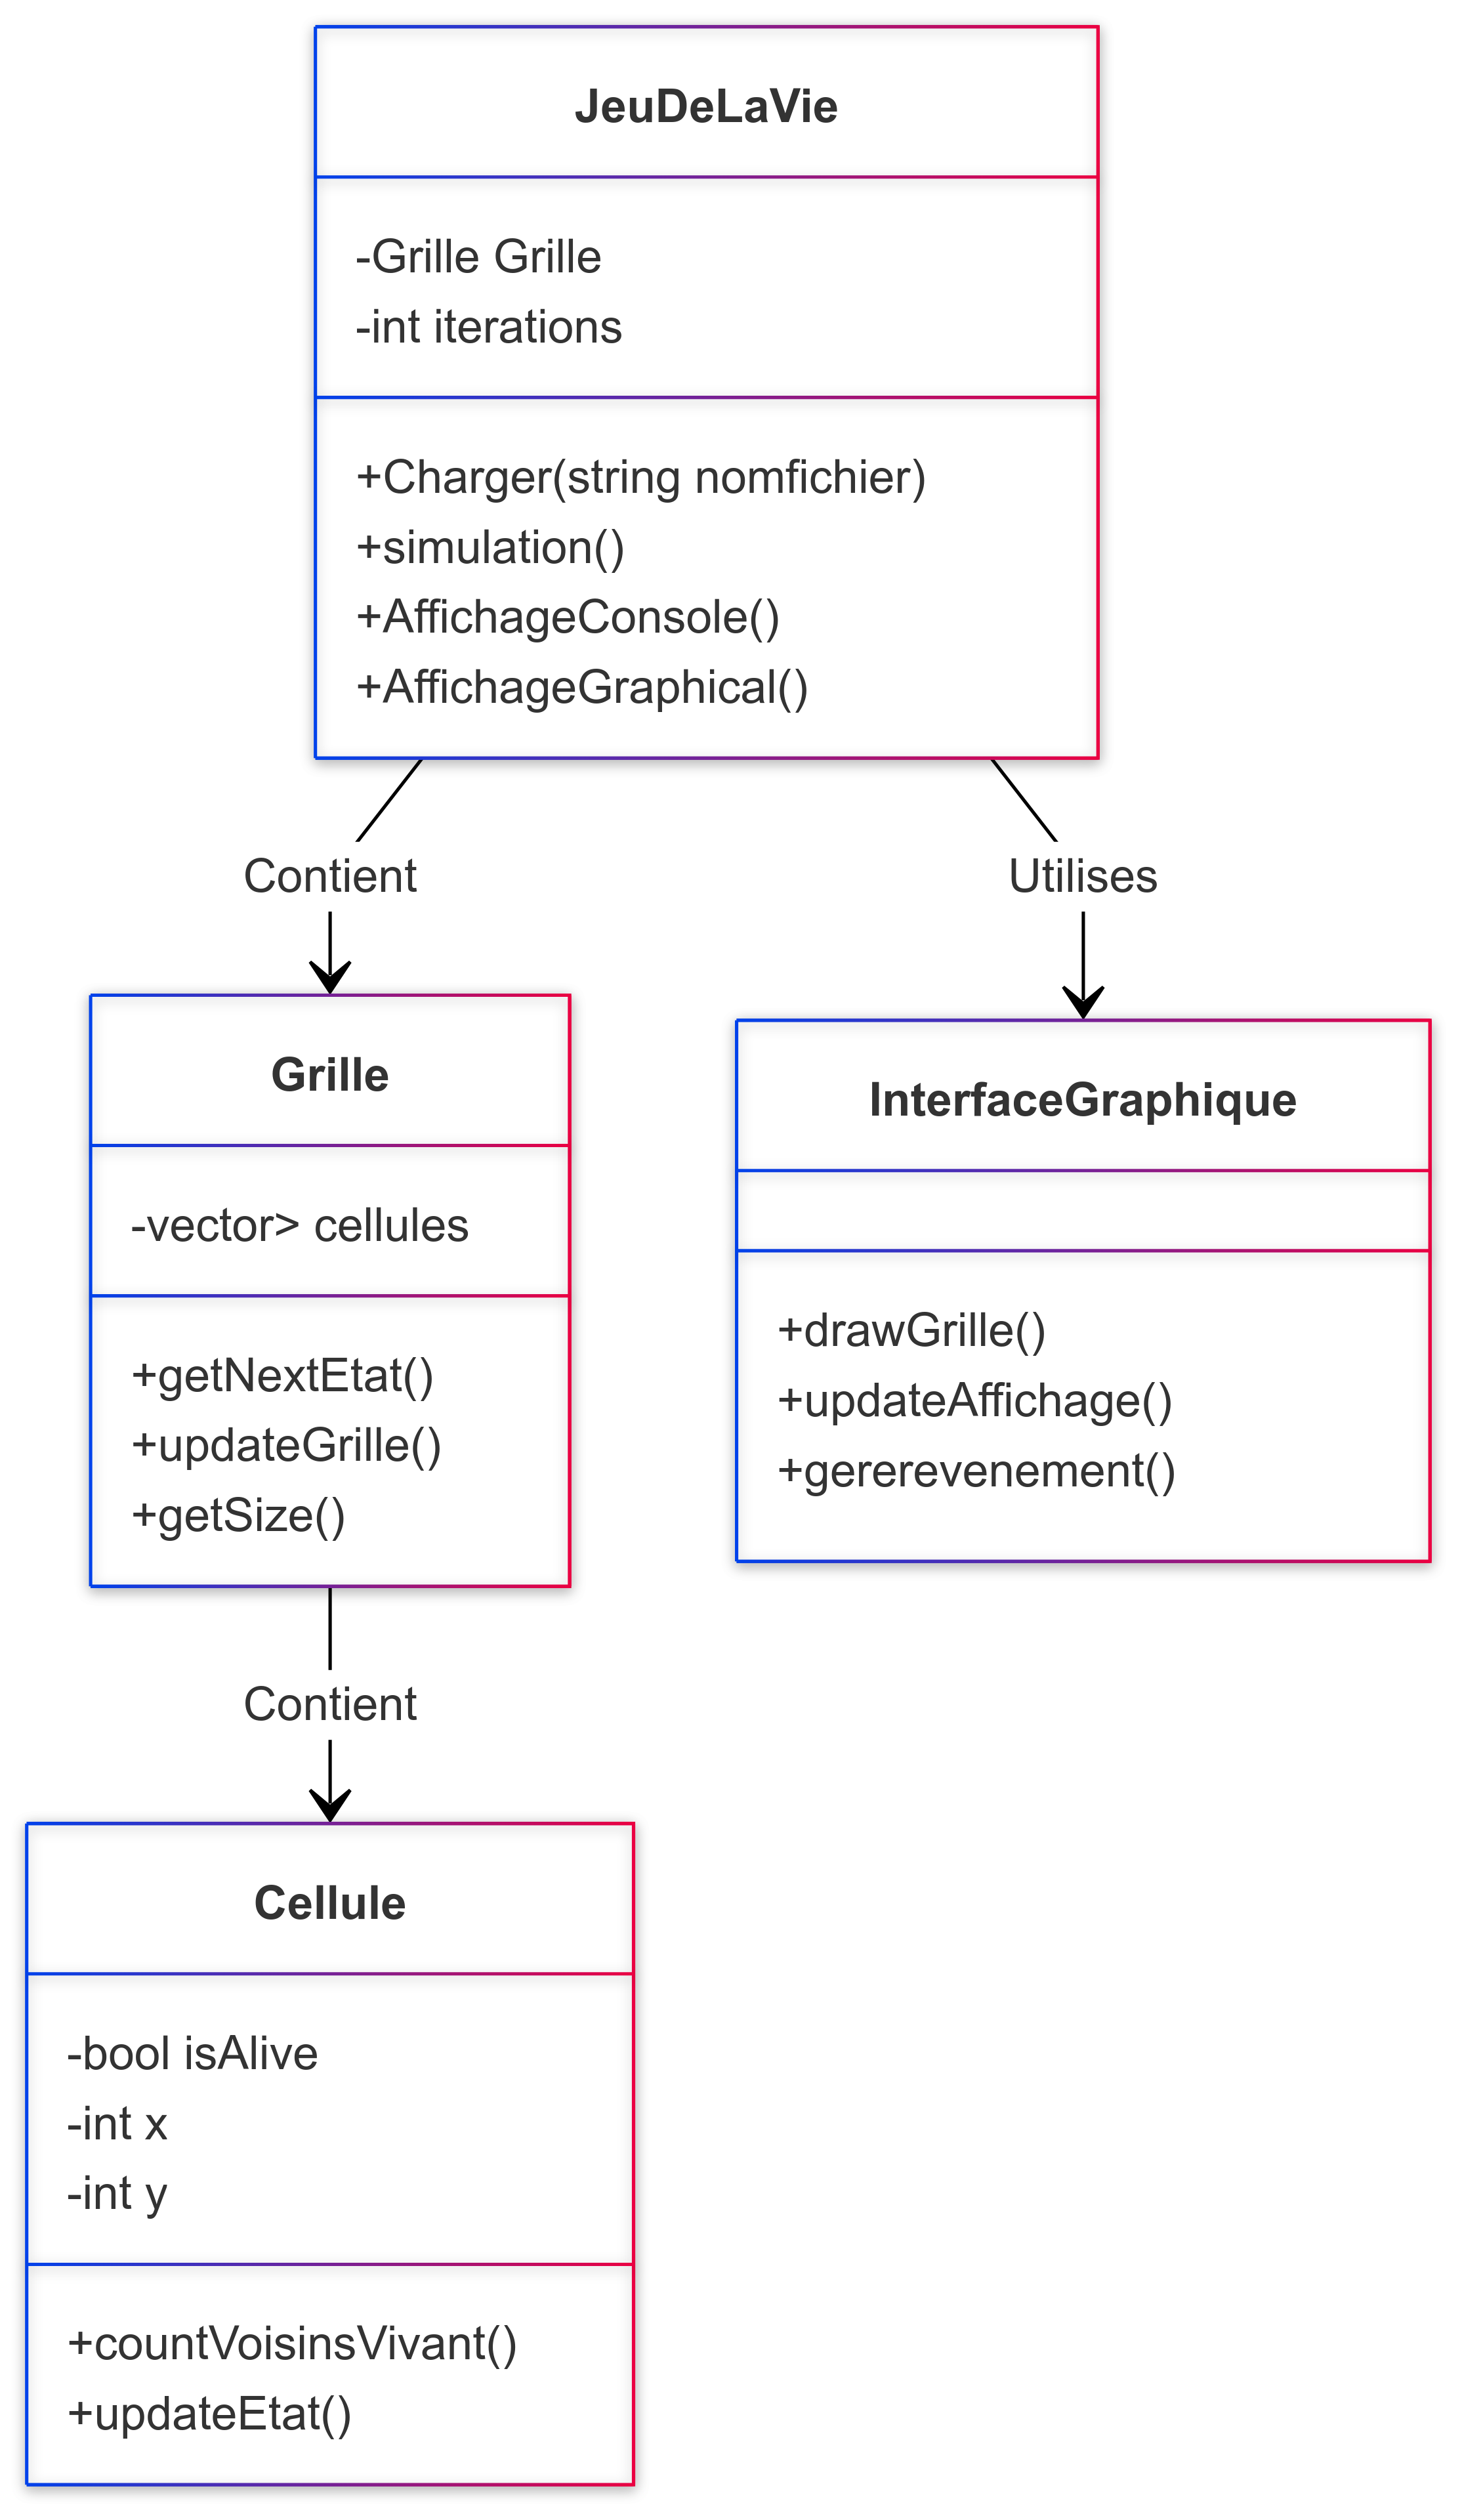 JeuDeLaVie
-Grille Grille
-int iterations
+Charger(string nomfichier)
+simulation()
+AffichageConsole()
+AffichageGraphical()
Contient
Utilises
Grille
-vector> cellules
+getNextEtat()
+updateGrille()
+getSize()
InterfaceGraphique
+drawGrille()
+updateAffichage()
+gererevenement()
Contient
Cellule
-bool isAlive
-int x
-int y
+countVoisinsVivant()
+updateEtat()